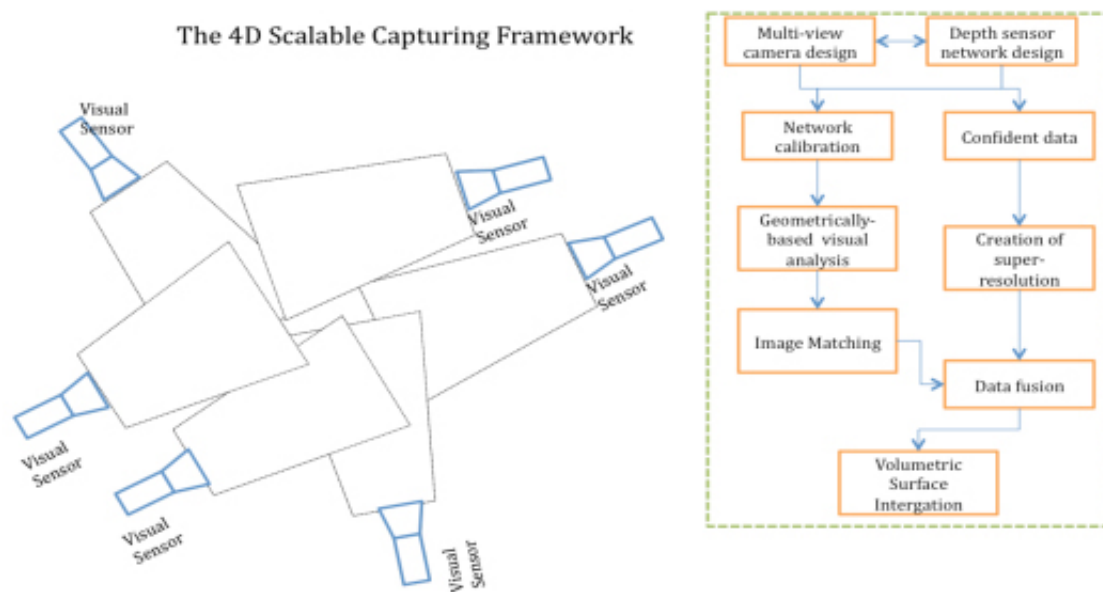 The 4D Scalable Capturing Framework
Visual
Sensor
Visual
Sensor
Visual
Sensor
Visual
Sensor
Visual
Sensor
Visual
Sensor
Multi-view
camera design
Depth sensor
network design
Network
calibration
Confident data
Geometrically-
based visual
analysis
Creation of
super-
resolution
Image Matching
Data fusion
Volumetric
Surface
Intergation